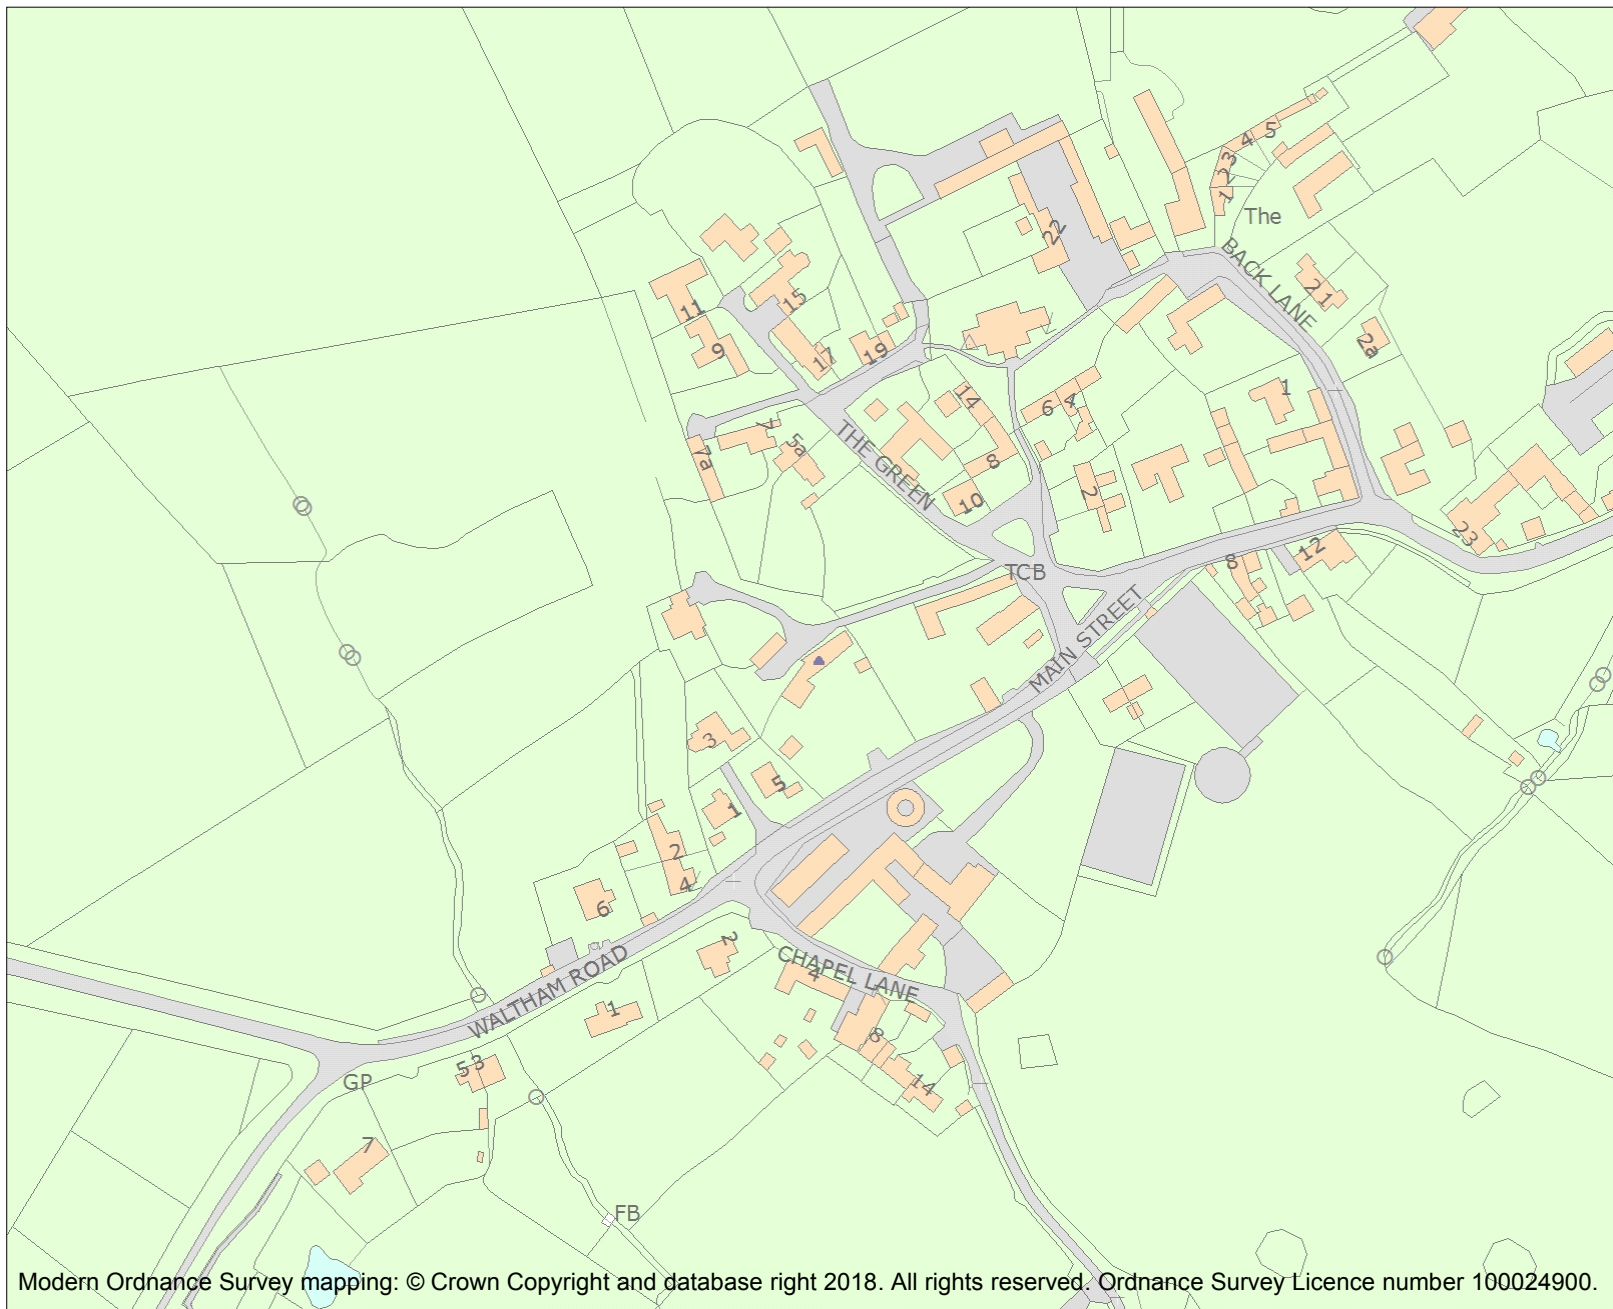 5
4
3
2
1
The
22
BACK LANE
21
2a
11
15
9
17
19
1
14
6
4
7
5a
7a
THE GREEN
8
10
2
23
12
8
TCB
MAIN STREET
3
5
1
2
4
6
2
CHAPEL LANE
4
WALTHAM ROAD
1
8
53
GP
14
7
FB
Modern Ordnance Survey mapping: © Crown Copyright and database right 2018. All rights reserved. Ordnance Survey Licence number 100024900.